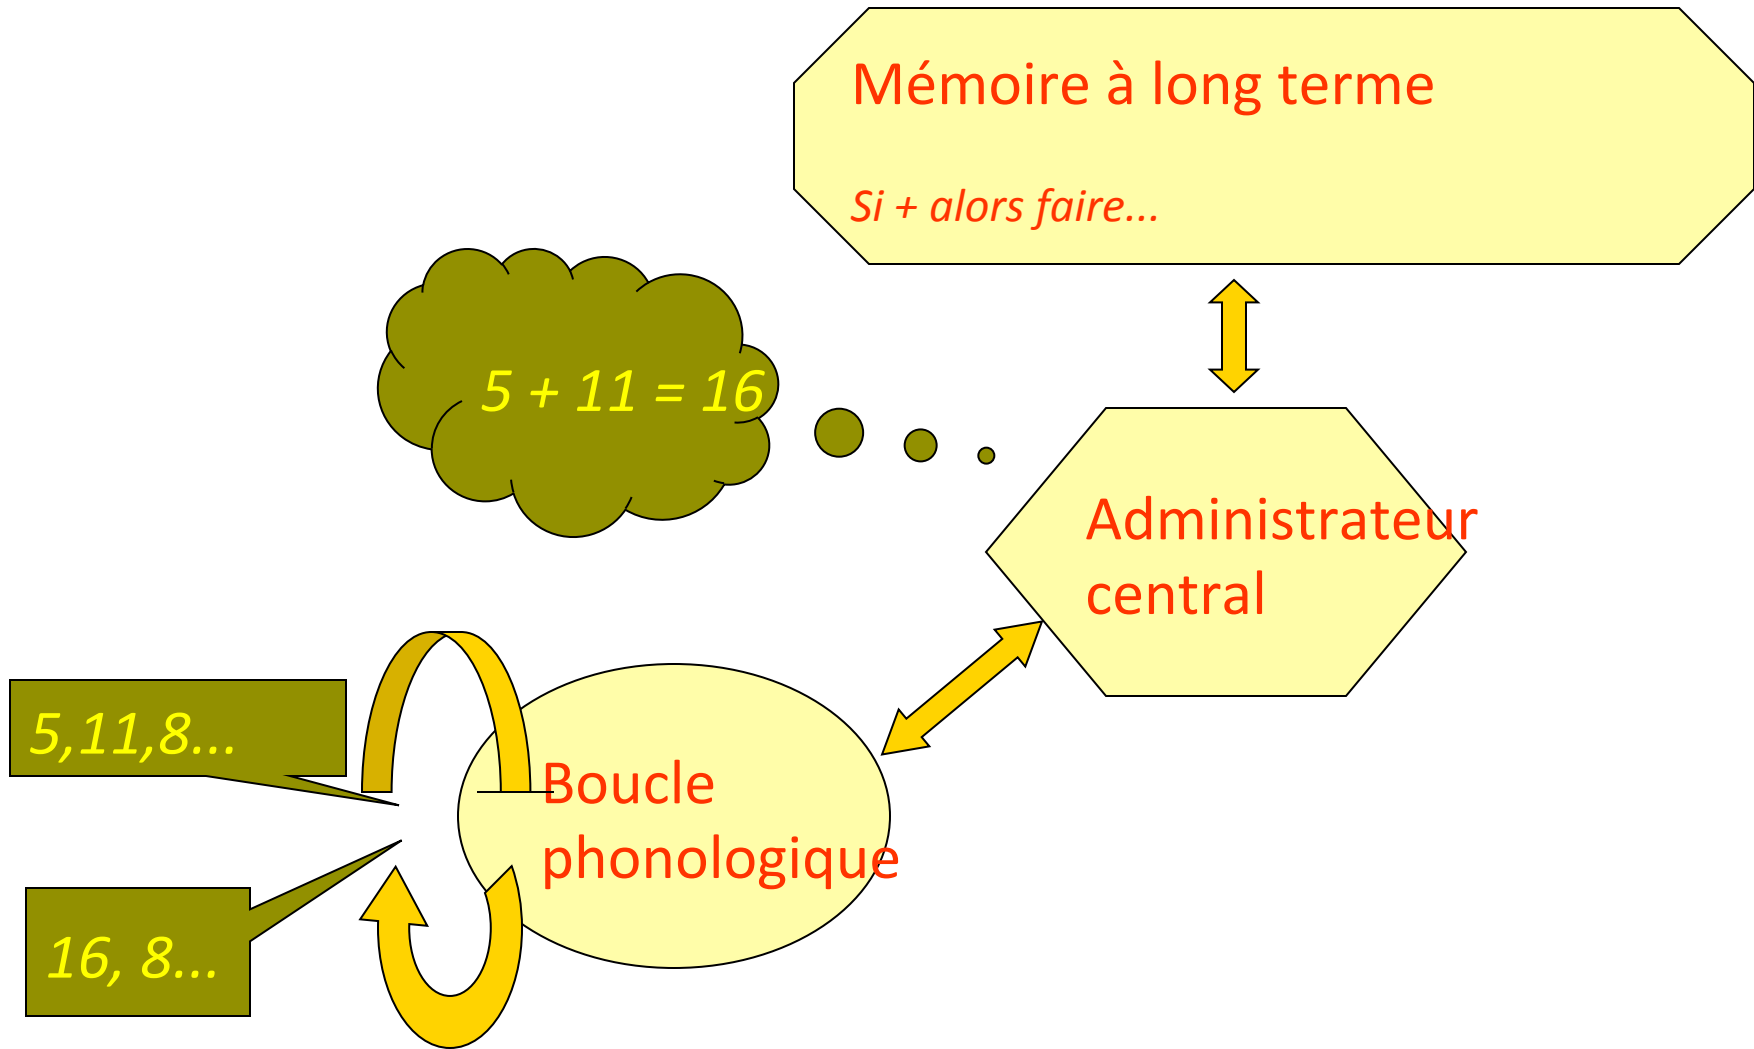 Mémoire à long terme
Si + alors faire...
5 + 11 = 16
Administrateur
central
5,11,8...
Boucle
phonologique
16, 8...